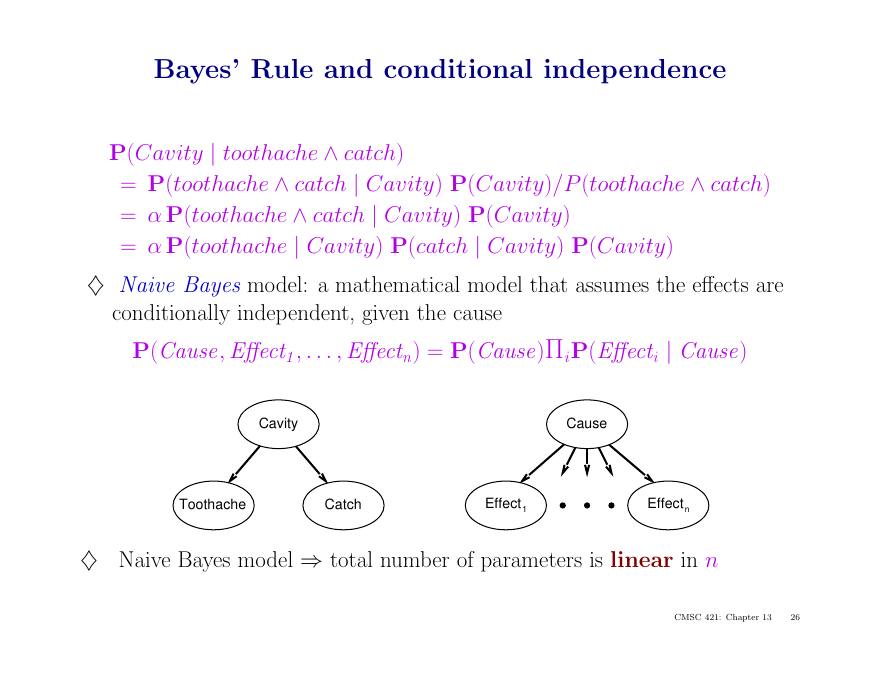 Bayes' Rule and conditional independence
P(Cavity | toothache ∧ catch)
= P(toothache ∧ catch | Cavity) P(Cavity)/P(toothache ∧ catch)
= α P(toothache ∧ catch | Cavity) P(Cavity)
= α P(toothache | Cavity) P(catch | Cavity) P(Cavity)
♢ Naive Bayes model: a mathematical model that assumes the effects are
conditionally independent, given the cause
P(Cause, Effect₁, . . . , Effectₙ) = P(Cause)∏ᵢP(Effectᵢ | Cause)
Cavity
Toothache
Catch
Cause
Effect₁
• • •
Effectₙ
♢ Naive Bayes model ⇒ total number of parameters is linear in n
CMSC 421: Chapter 13 26